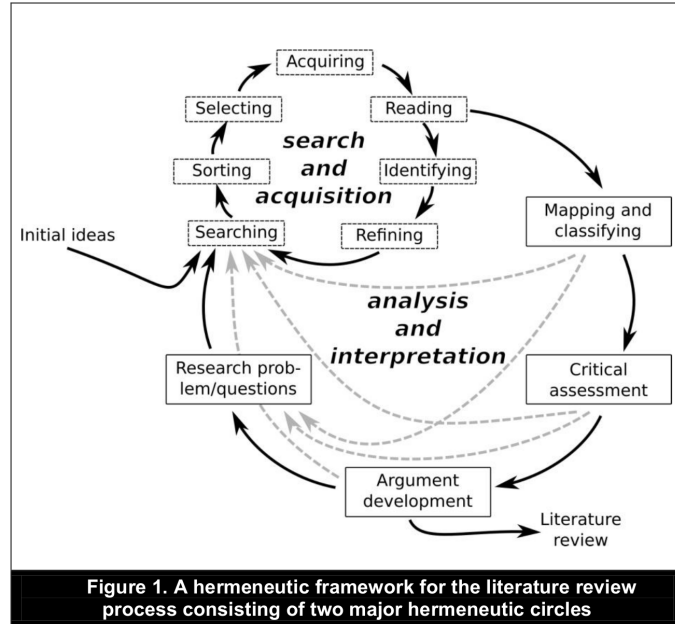 Acquiring
Selecting
Reading
search
and
acquisition
Sorting
Identifying
Searching
Refining
Initial ideas
Mapping and
classifying
analysis
and
interpretation
Research prob-
lem/questions
Critical
assessment
Argument
development
Literature
review
Figure 1. A hermeneutic framework for the literature review
process consisting of two major hermeneutic circles